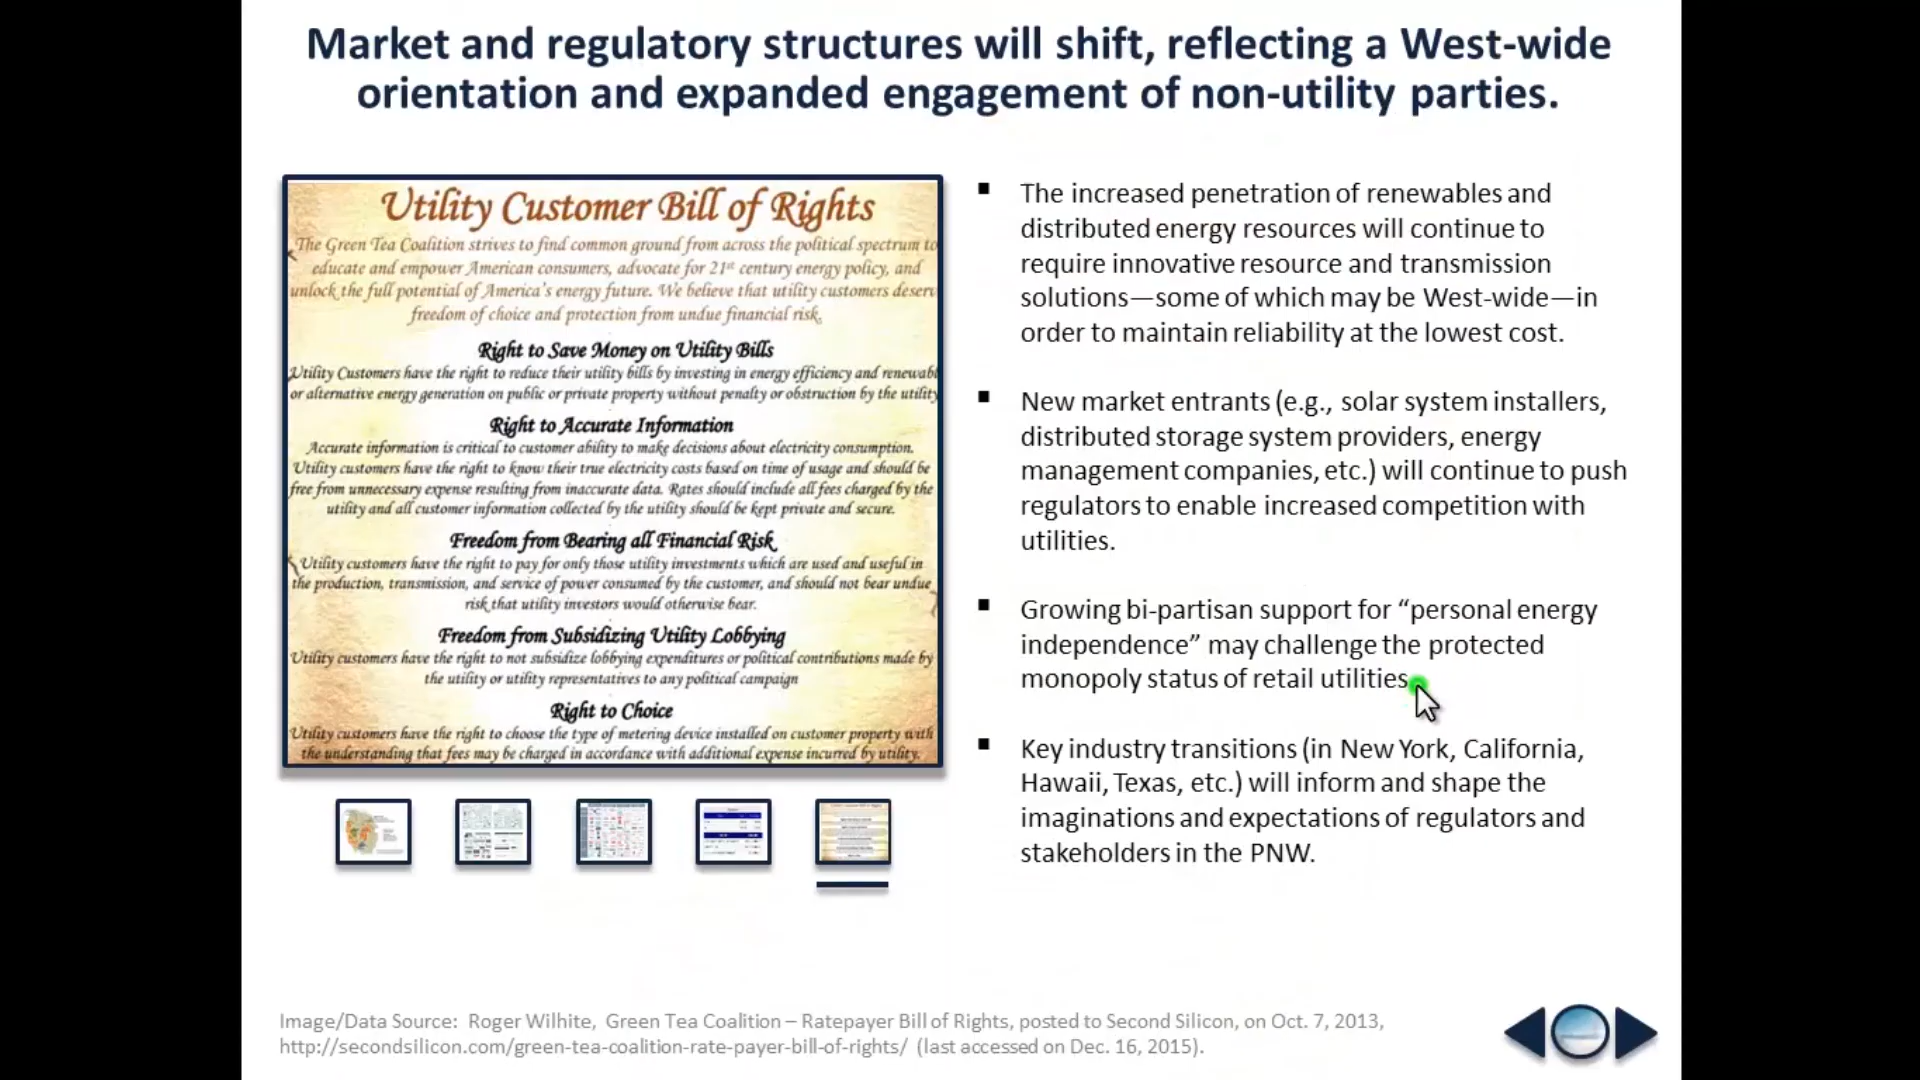 Market and regulatory structures will shift, reflecting a West-wide
orientation and expanded engagement of non-utility parties.
Utility Customer Bill of Rights
The Green Tea Coalition strives to find common ground from across the political spectrum to
educate and empower American consumers, advocate for 21st century energy policy, and
unlock the full potential of America's energy future. We believe that utility customers deserv
freedom of choice and protection from undue financial risk.
Right to Save Money on Utility Bills
Utility Customers have the right to reduce their utility bills by investing in energy efficiency and renewabl
or alternative energy generation on public or private property without penalty or obstruction by the utility
Right to Accurate Information
Accurate information is critical to customer ability to make decisions about electricity consumption.
Utility customers have the right to know their true electricity costs based on time of usage and should be
free from unnecessary expense resulting from inaccurate data. Rates should include all fees charged by the
utility and all customer information collected by the utility should be kept private and secure.
Freedom from Bearing all Financial Risk
Utility customers have the right to pay for only those utility investments which are used and useful in
the production, transmission, and service of power consumed by the customer, and should not bear undue
risk that utility investors would otherwise bear.
Freedom from Subsidizing Utility Lobbying
Utility customers have the right to not subsidize lobbying expenditures or political contributions made by
the utility or utility representatives to any political campaign
Right to Choice
Utility customers have the right to choose the type of metering device installed on customer property with
the understanding that fees may be charged in accordance with additional expense incurred by utility.
▪ The increased penetration of renewables and
distributed energy resources will continue to
require innovative resource and transmission
solutions—some of which may be West-wide—in
order to maintain reliability at the lowest cost.
▪ New market entrants (e.g., solar system installers,
distributed storage system providers, energy
management companies, etc.) will continue to push
regulators to enable increased competition with
utilities.
▪ Growing bi-partisan support for “personal energy
independence” may challenge the protected
monopoly status of retail utilities.
▪ Key industry transitions (in New York, California,
Hawaii, Texas, etc.) will inform and shape the
imaginations and expectations of regulators and
stakeholders in the PNW.
Image/Data Source: Roger Wilhite, Green Tea Coalition – Ratepayer Bill of Rights, posted to Second Silicon, on Oct. 7, 2013,
http://secondsilicon.com/green-tea-coalition-rate-payer-bill-of-rights/ (last accessed on Dec. 16, 2015).